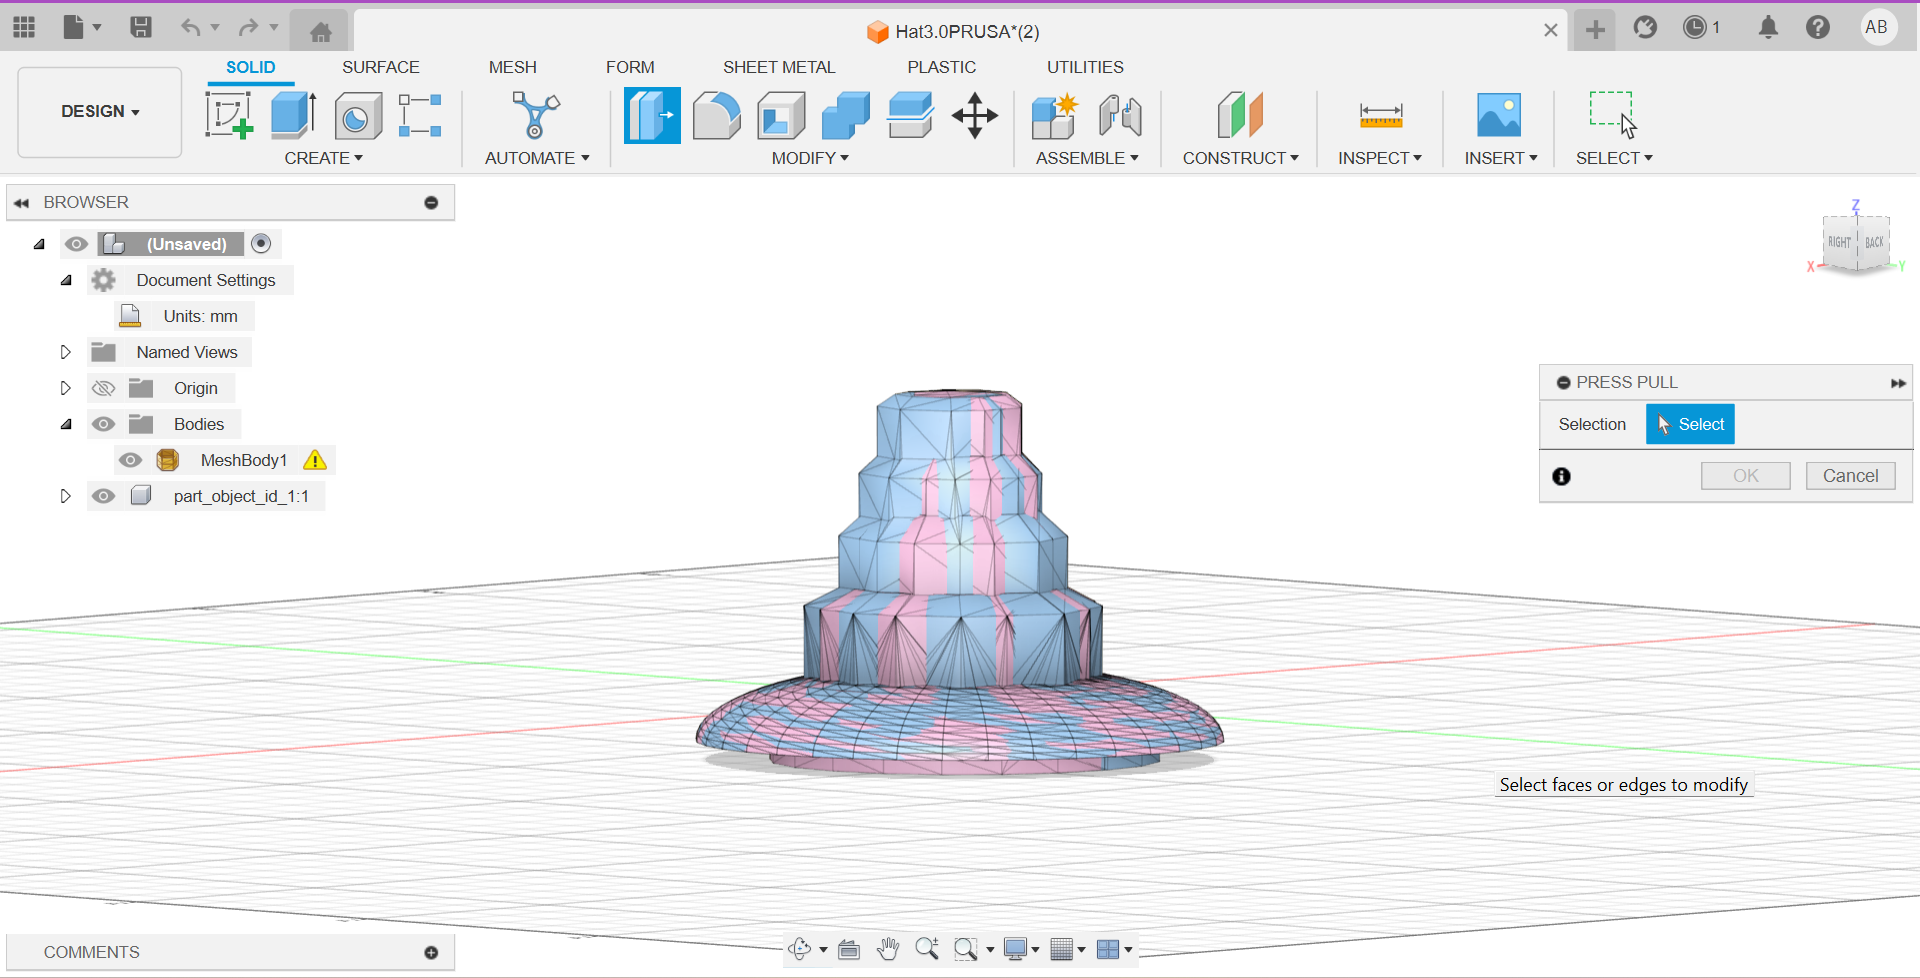 Hat3.0PRUSA*(2)
1
AB
SOLID SURFACE MESH FORM SHEET METAL PLASTIC UTILITIES
DESIGN
CREATE AUTOMATE MODIFY ASSEMBLE CONSTRUCT INSPECT INSERT SELECT
BROWSER
(Unsaved)
Document Settings
Units: mm
Named Views
Origin
Bodies
MeshBody1
part_object_id_1:1
Z
RIGHT BACK
X Y
PRESS PULL
Selection Select
OK Cancel
Select faces or edges to modify
COMMENTS